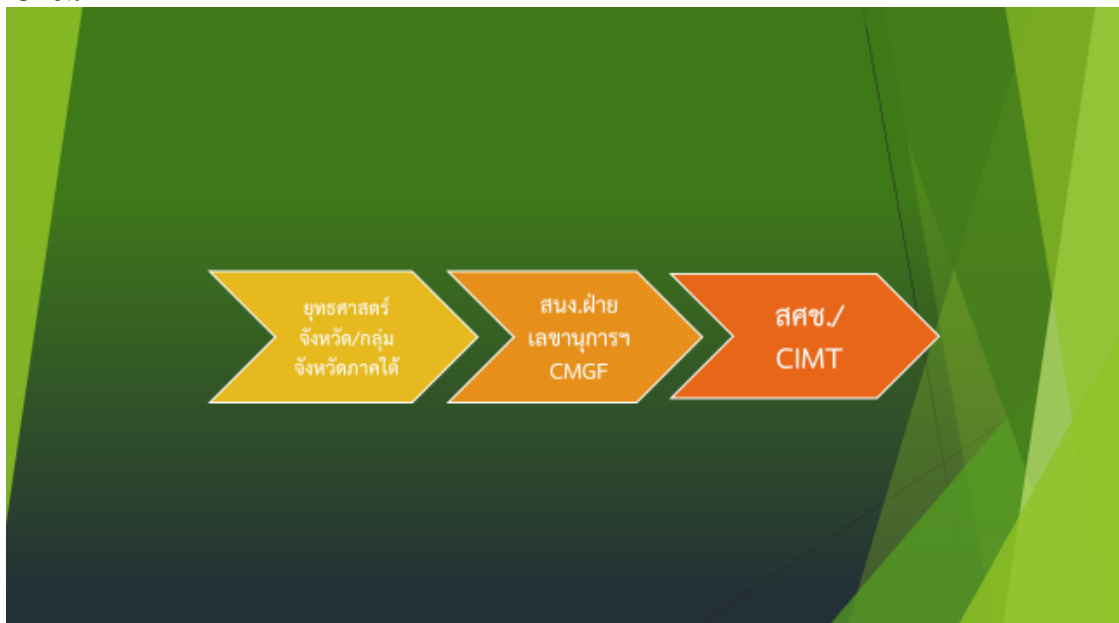 ยุทธศาสตร์
จังหวัด/กลุ่ม
จังหวัดภาคใต้
สนง.ฝ่าย
เลขานุการฯ
CMGF
สศช./
CIMT